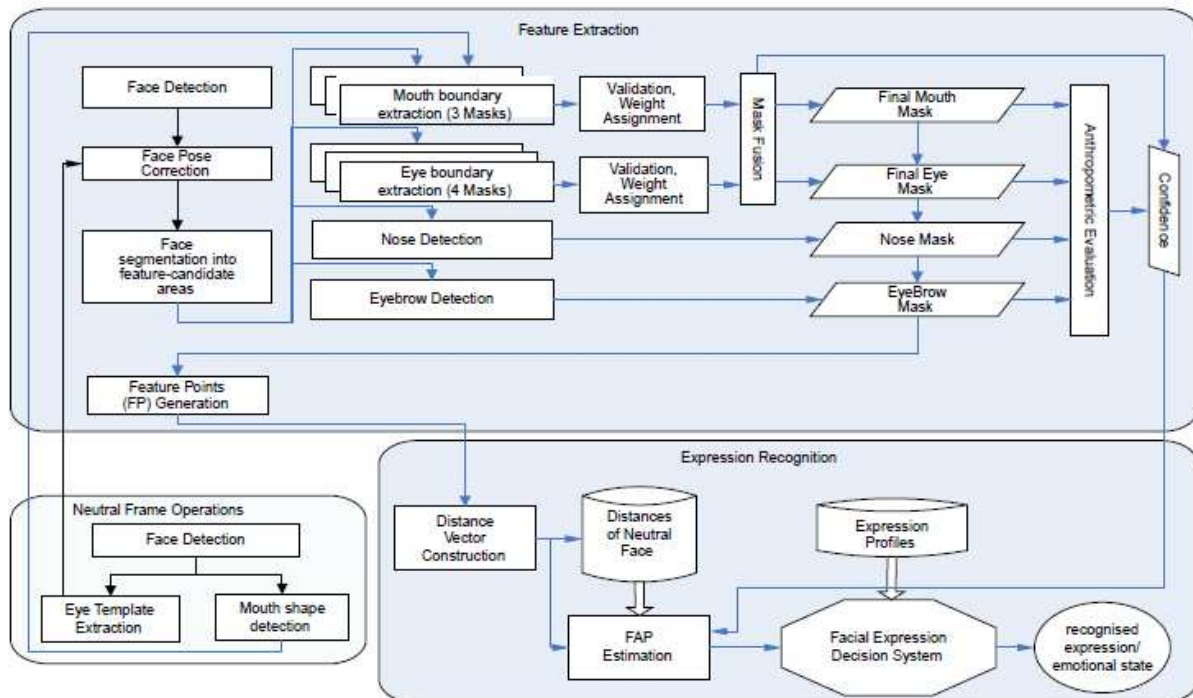 Feature Extraction
Face Detection
Mouth boundary
extraction (3 Masks)
Validation,
Weight
Assignment
Mask Fusion
Final Mouth
Mask
Anthropometric Evaluation
Confidence
Face Pose
Correction
Eye boundary
extraction (4 Masks)
Validation,
Weight
Assignment
Final Eye
Mask
Face
segmentation into
feature-candidate
areas
Nose Detection
Nose Mask
Eyebrow Detection
EyeBrow
Mask
Feature Points
(FP) Generation
Expression Recognition
Neutral Frame Operations
Face Detection
Eye Template
Extraction
Mouth shape
detection
Distance
Vector
Construction
Distances
of Neutral
Face
Expression
Profiles
FAP
Estimation
Facial Expression
Decision System
recognised
expression/
emotional state